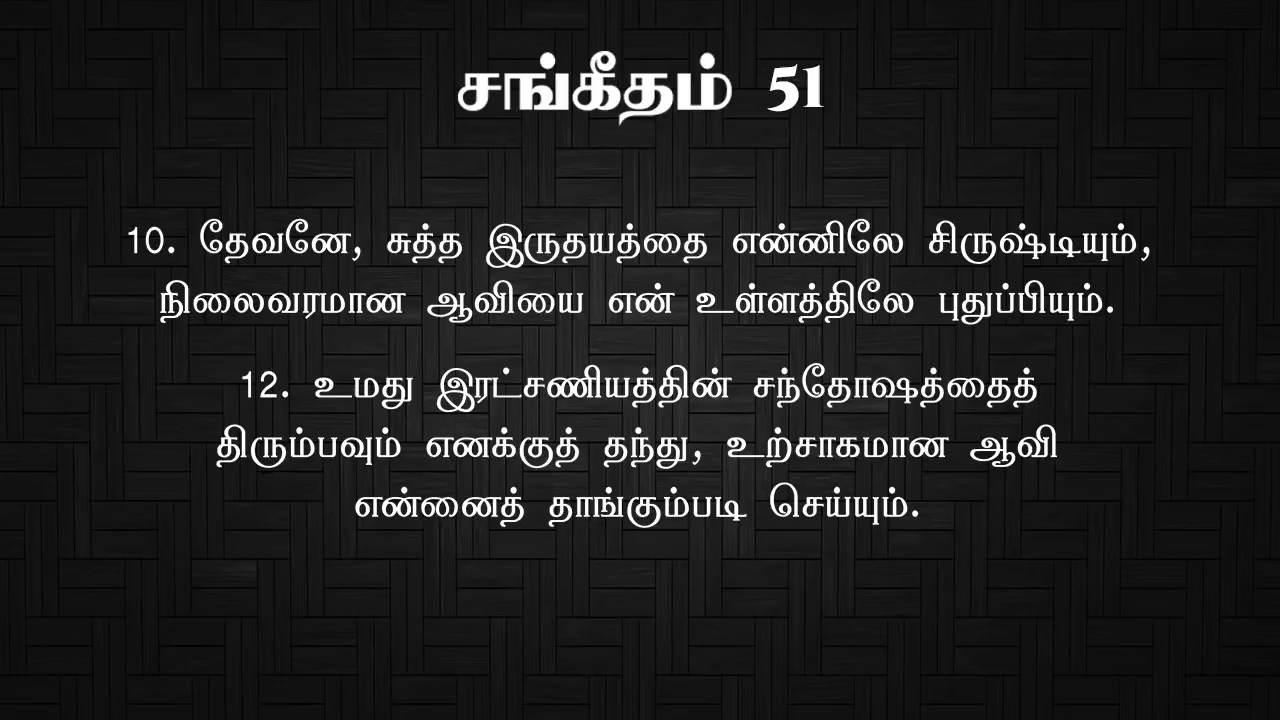 சங்கீதம் 51
10. தேவனே, சுத்த இருதயத்தை என்னிலே சிருஷ்டியும்,
நிலைவரமான ஆவியை என் உள்ளத்திலே புதுப்பியும்.
12. உமது இரட்சணியத்தின் சந்தோஷத்தைத்
திரும்பவும் எனக்குத் தந்து, உற்சாகமான ஆவி
என்னைத் தாங்கும்படி செய்யும்.